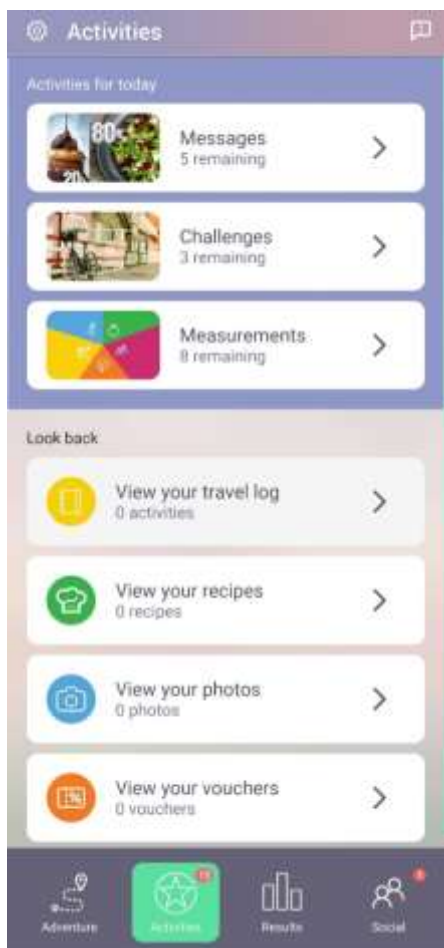 Activities
Activities for today
80%
20%
Messages
5 remaining
Challenges
3 remaining
Measurements
8 remaining
Look back
View your travel log
0 activities
View your recipes
0 recipes
View your photos
0 photos
View your vouchers
0 vouchers
Adventure
Activities
Results
Social